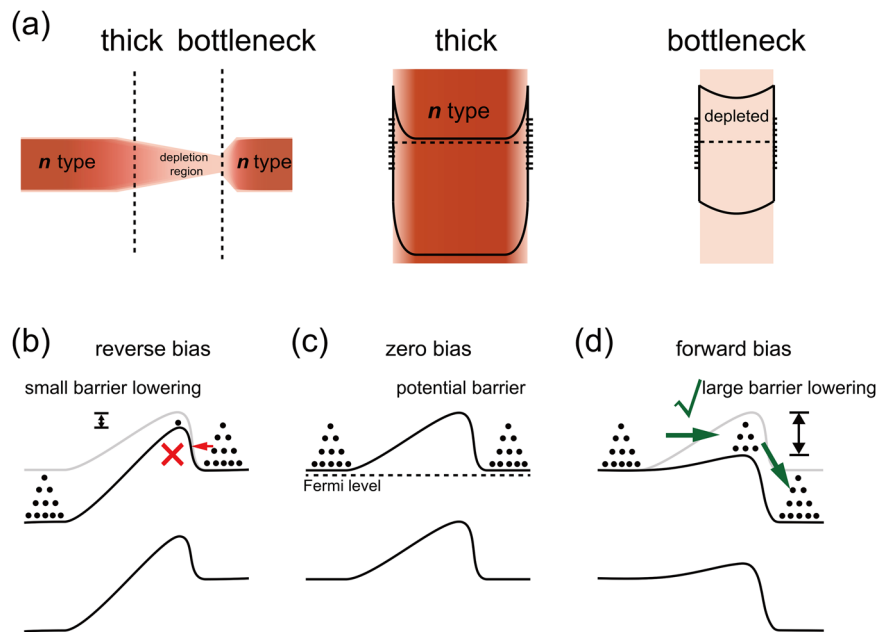 (a)
thick bottleneck
n type
depletion
region
n type
thick
n type
bottleneck
depleted
(b)
reverse bias
small barrier lowering
(c)
zero bias
potential barrier
Fermi level
(d)
forward bias
large barrier lowering